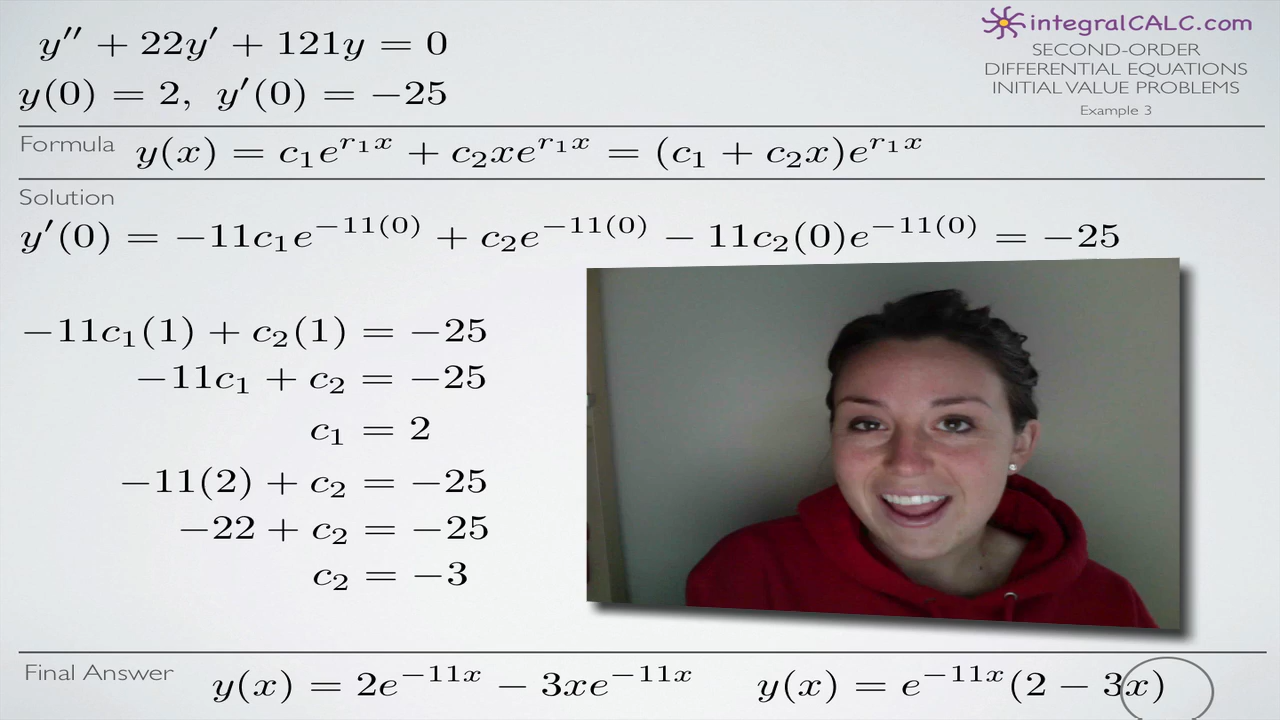 y″ + 22y′ + 121y = 0
y(0) = 2, y′(0) = −25
integralCALC.com
SECOND-ORDER
DIFFERENTIAL EQUATIONS
INITIAL VALUE PROBLEMS
Example 3
Formula y(x) = c₁e^{r₁x} + c₂xe^{r₁x} = (c₁ + c₂x)e^{r₁x}
Solution
y′(0) = −11c₁e^{−11(0)} + c₂e^{−11(0)} − 11c₂(0)e^{−11(0)} = −25
−11c₁(1) + c₂(1) = −25
−11c₁ + c₂ = −25
c₁ = 2
−11(2) + c₂ = −25
−22 + c₂ = −25
c₂ = −3
Final Answer y(x) = 2e^{−11x} − 3xe^{−11x} y(x) = e^{−11x}(2 − 3x)